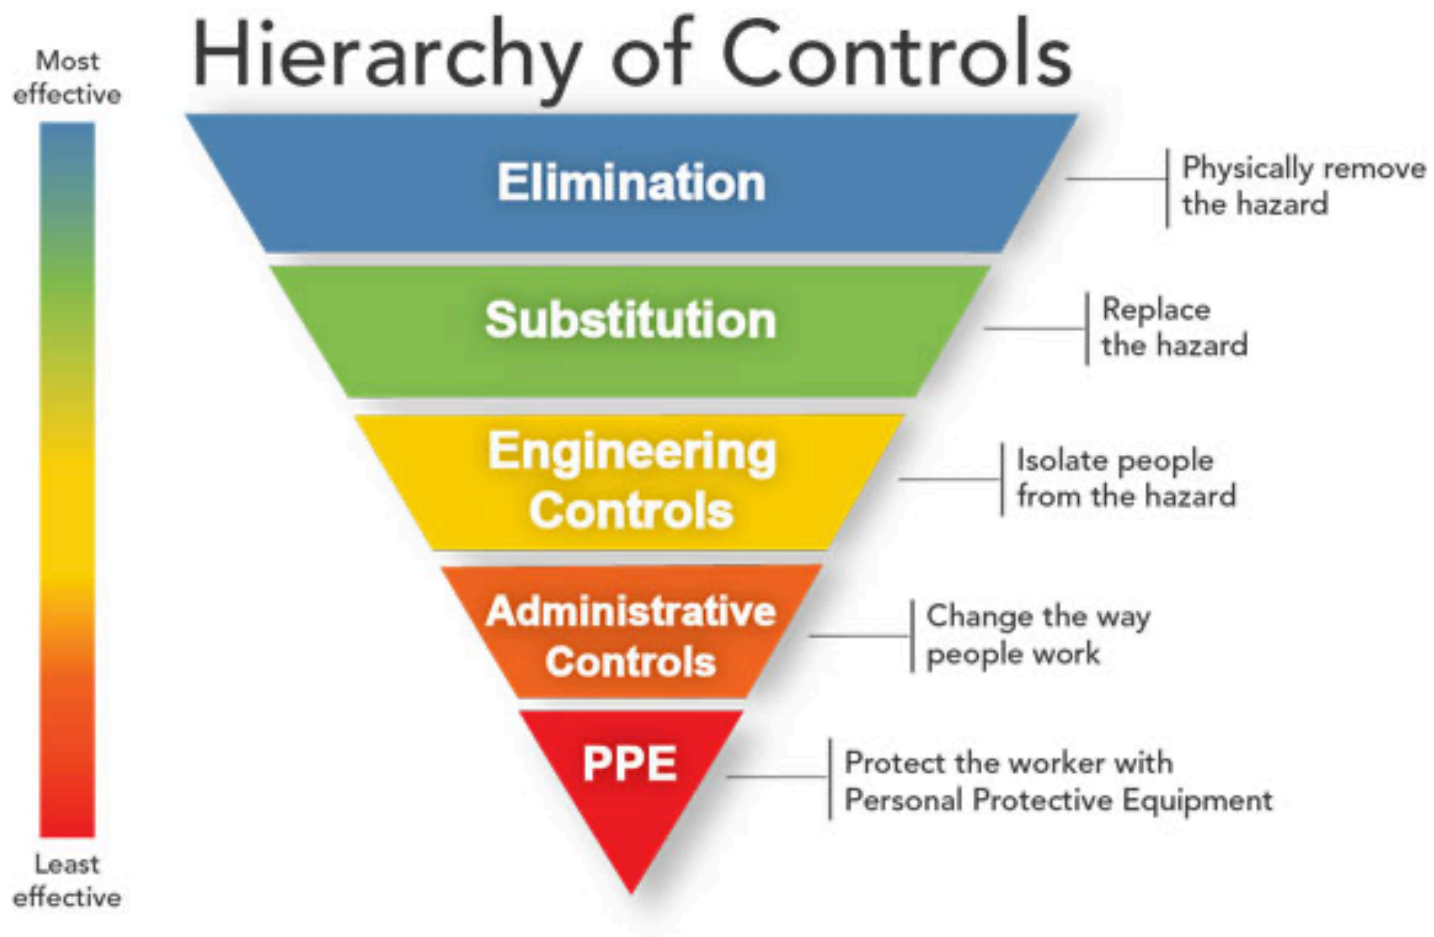 Hierarchy of Controls
Most
effective
Elimination
Physically remove
the hazard
Substitution
Replace
the hazard
Engineering
Controls
Isolate people
from the hazard
Administrative
Controls
Change the way
people work
PPE
Protect the worker with
Personal Protective Equipment
Least
effective